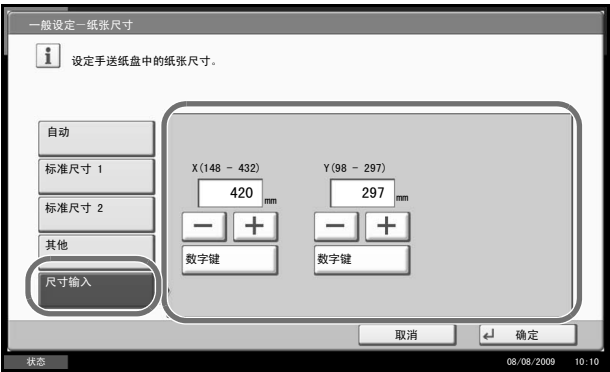 一般设定－纸张尺寸
i 设定手送纸盘中的纸张尺寸。
自动
标准尺寸 1
标准尺寸 2
其他
尺寸输入
X(148 - 432) Y(98 - 297)
420 mm 297 mm
－ ＋ － ＋
数字键 数字键
取消 确定
状态 08/08/2009 10:10